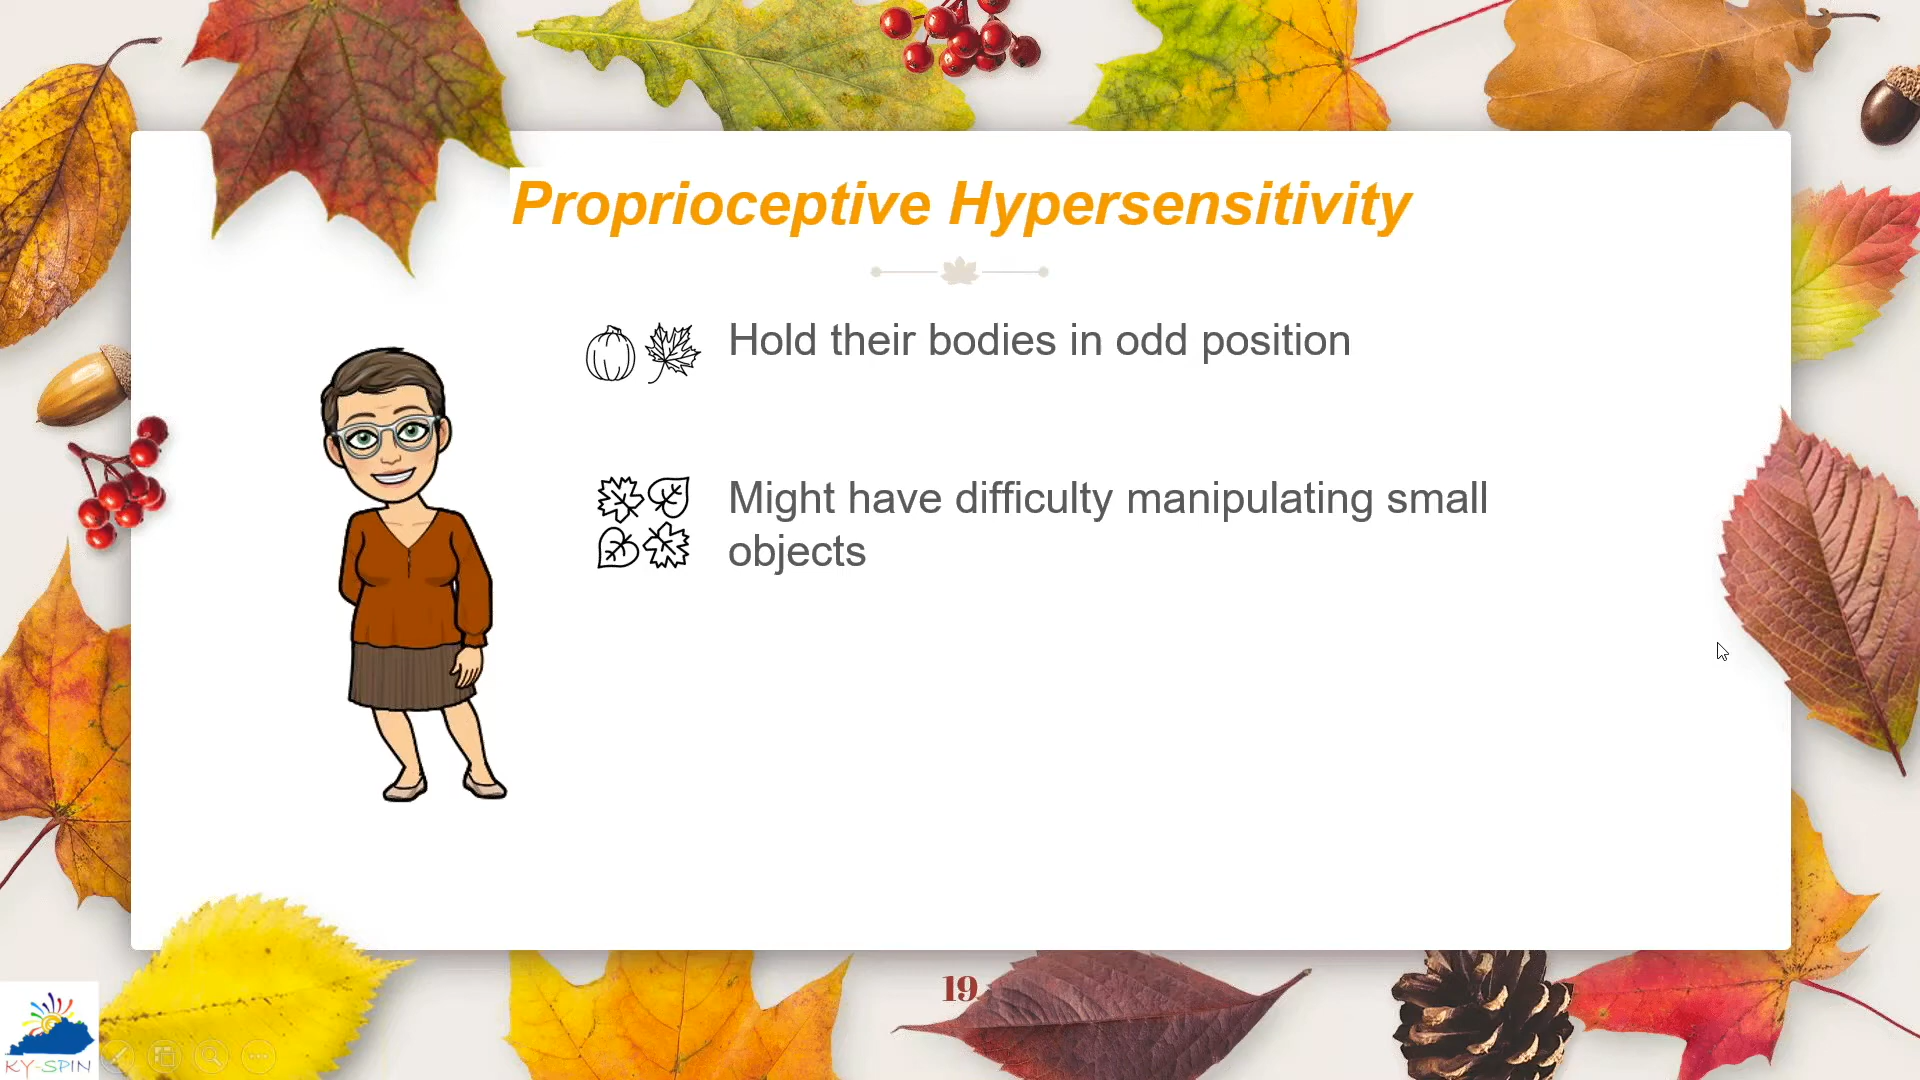 Proprioceptive Hypersensitivity
Hold their bodies in odd position
Might have difficulty manipulating small
objects
19
KY-SPIN